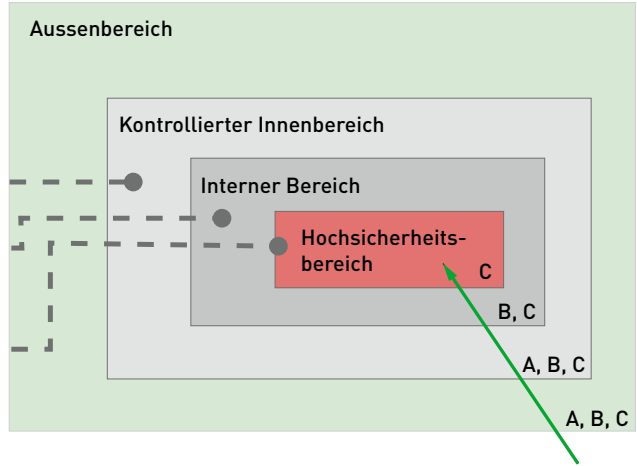 Aussenbereich
Kontrollierter Innenbereich
Interner Bereich
Hochsicherheits-
bereich
C
B, C
A, B, C
A, B, C